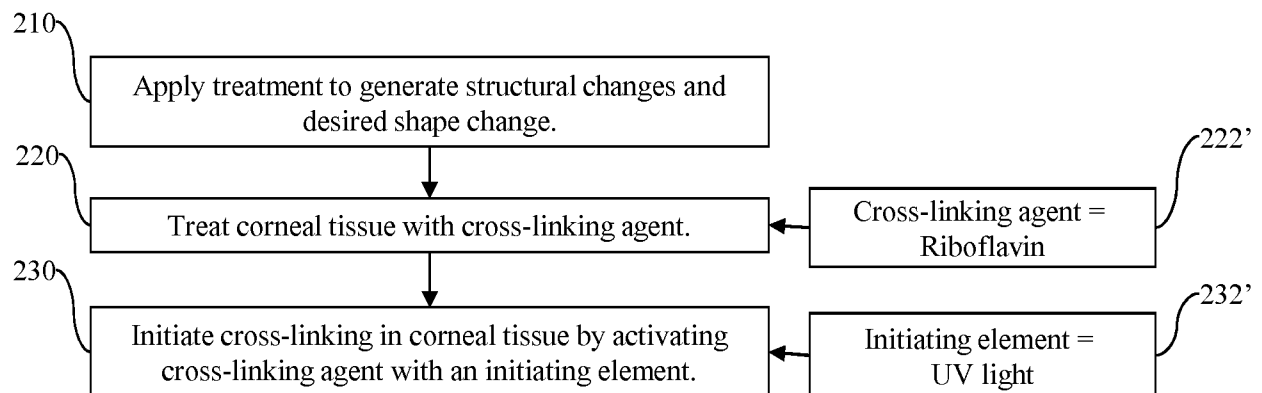 210
Apply treatment to generate structural changes and
desired shape change.
220
222’
Treat corneal tissue with cross-linking agent.
Cross-linking agent =
Riboflavin
230
232’
Initiate cross-linking in corneal tissue by activating
cross-linking agent with an initiating element.
Initiating element =
UV light